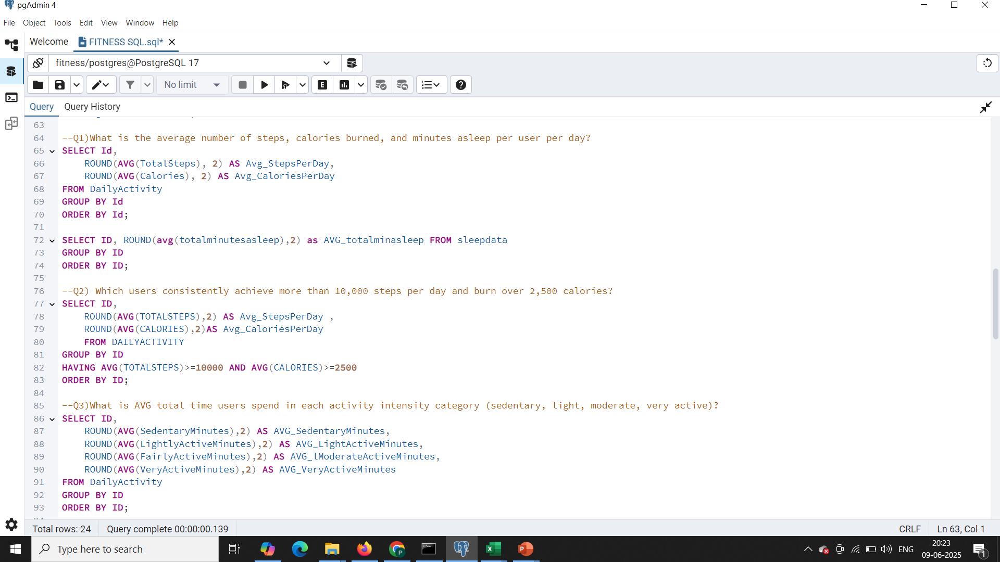 pgAdmin 4
File Object Tools Edit View Window Help
Welcome FITNESS SQL.sql*
fitness/postgres@PostgreSQL 17
No limit
E
Query Query History
63
64 --Q1)What is the average number of steps, calories burned, and minutes asleep per user per day?
65 SELECT Id,
66 ROUND(AVG(TotalSteps), 2) AS Avg_StepsPerDay,
67 ROUND(AVG(Calories), 2) AS Avg_CaloriesPerDay
68 FROM DailyActivity
69 GROUP BY Id
70 ORDER BY Id;
71
72 SELECT ID, ROUND(avg(totalminutesasleep),2) as AVG_totalminasleep FROM sleepdata
73 GROUP BY ID
74 ORDER BY ID;
75
76 --Q2) Which users consistently achieve more than 10,000 steps per day and burn over 2,500 calories?
77 SELECT ID,
78 ROUND(AVG(TOTALSTEPS),2) AS Avg_StepsPerDay ,
79 ROUND(AVG(CALORIES),2)AS Avg_CaloriesPerDay
80 FROM DAILYACTIVITY
81 GROUP BY ID
82 HAVING AVG(TOTALSTEPS)>=10000 AND AVG(CALORIES)>=2500
83 ORDER BY ID;
84
85 --Q3)What is AVG total time users spend in each activity intensity category (sedentary, light, moderate, very active)?
86 SELECT ID,
87 ROUND(AVG(SedentaryMinutes),2) AS AVG_SedentaryMinutes,
88 ROUND(AVG(LightlyActiveMinutes),2) AS AVG_LightActiveMinutes,
89 ROUND(AVG(FairlyActiveMinutes),2) AS AVG_lModerateActiveMinutes,
90 ROUND(AVG(VeryActiveMinutes),2) AS AVG_VeryActiveMinutes
91 FROM DailyActivity
92 GROUP BY ID
93 ORDER BY ID;
Total rows: 24 Query complete 00:00:00.139 CRLF Ln 63, Col 1
Type here to search
ENG
20:23
09-06-2025
1